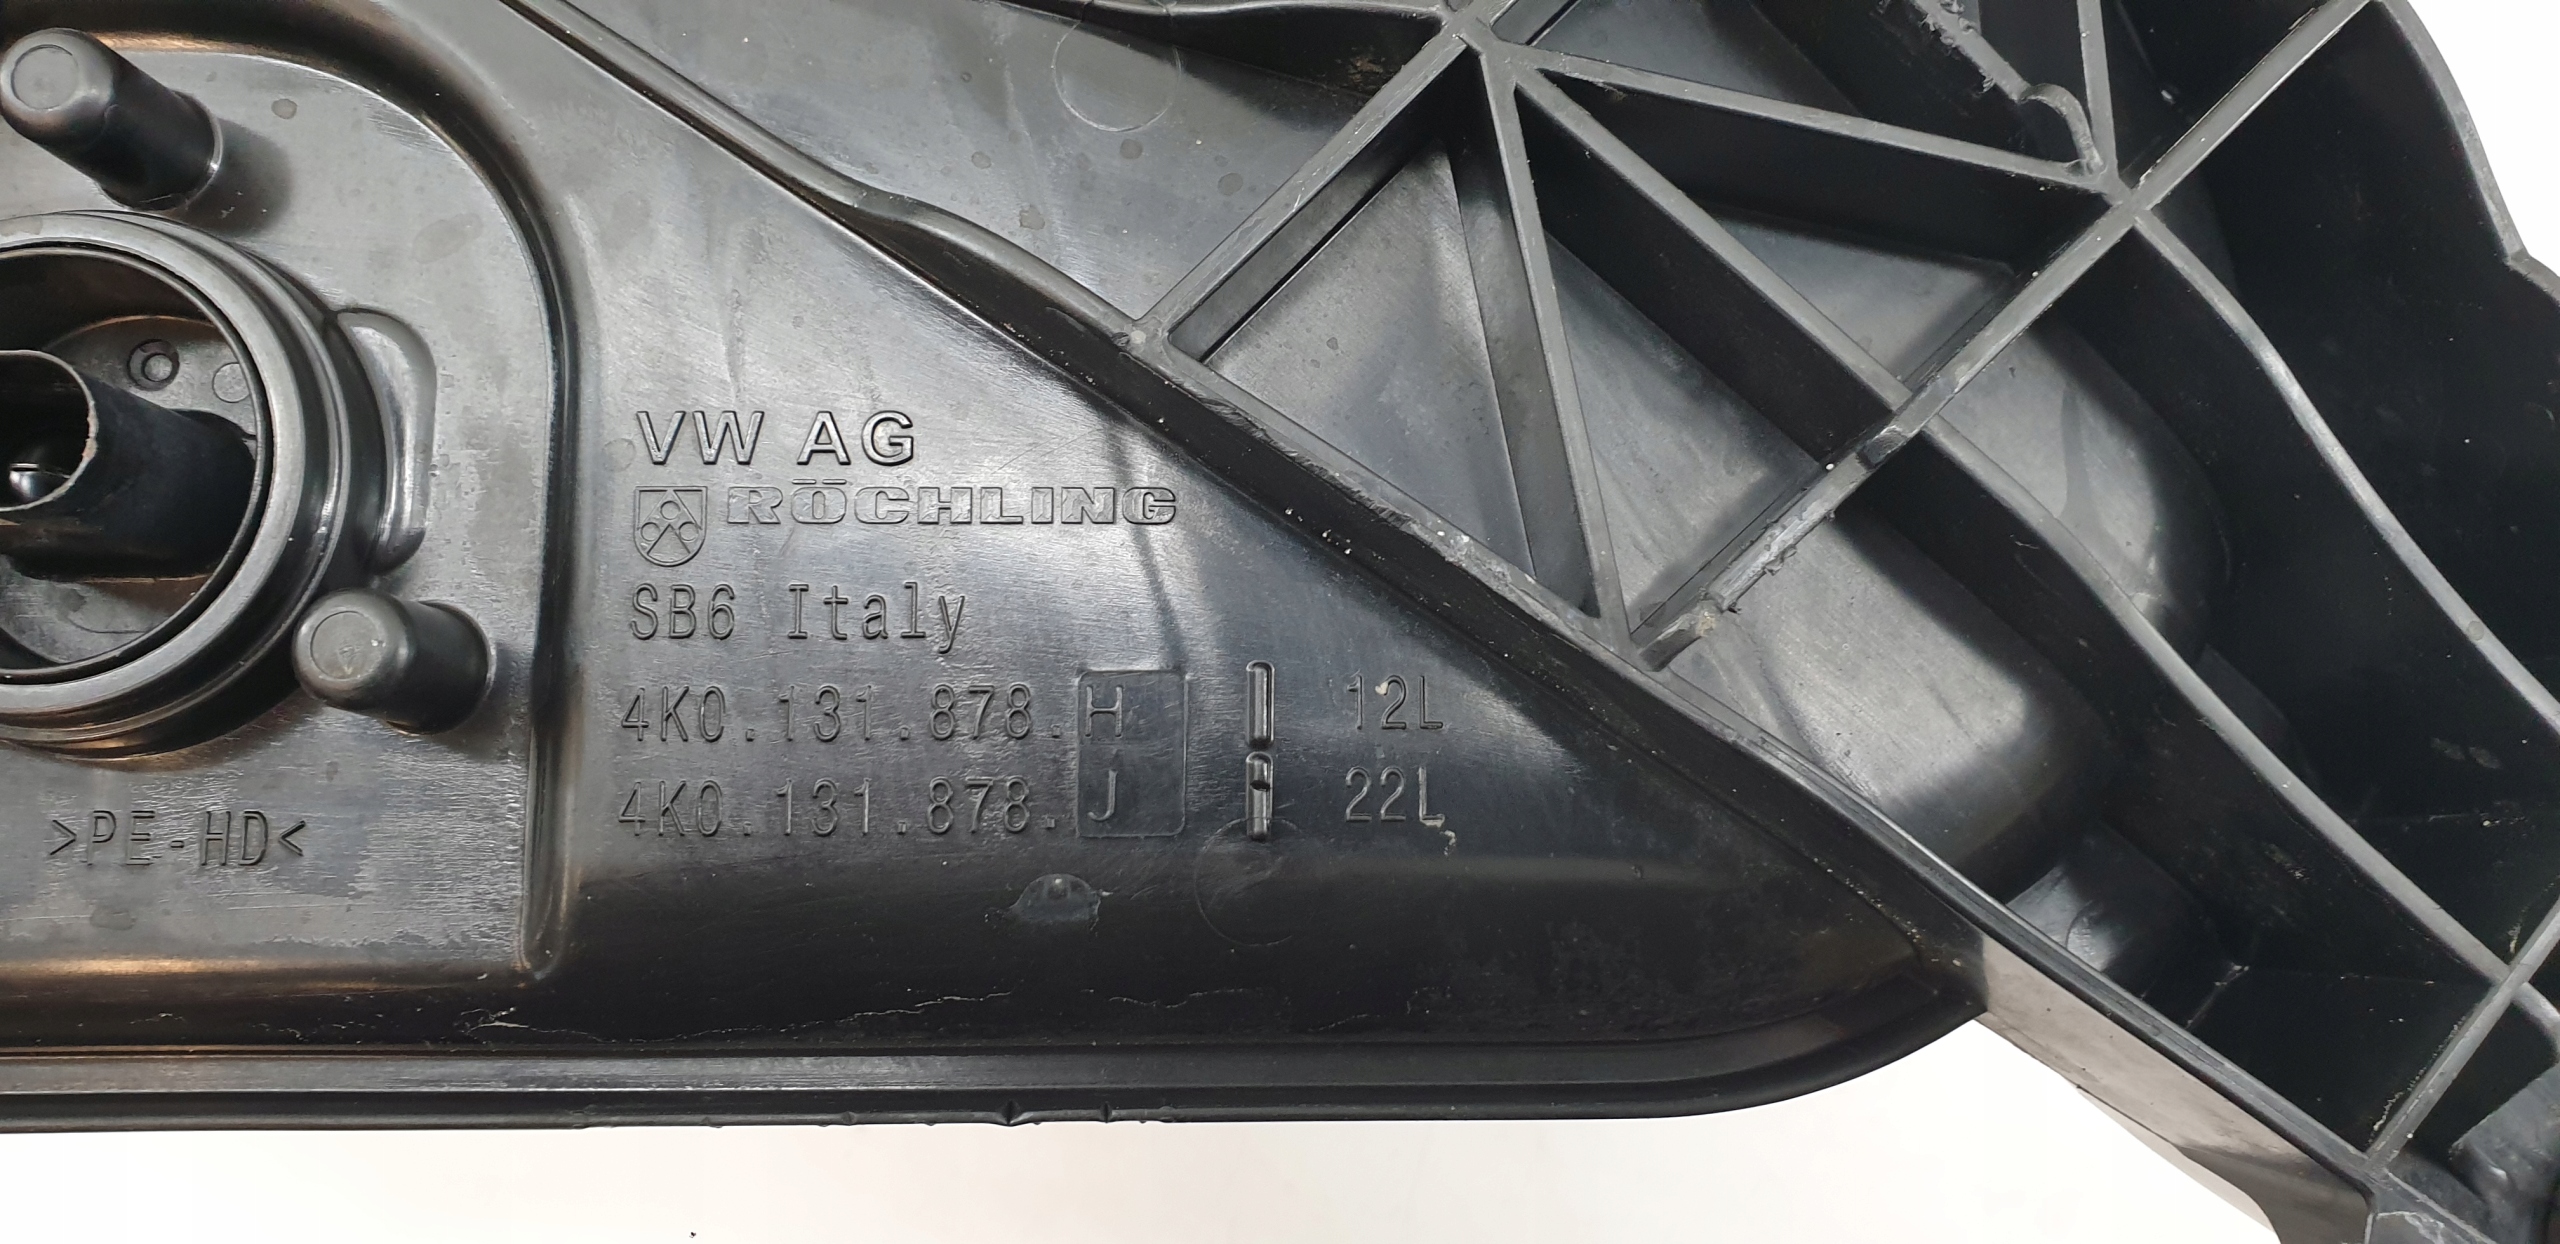 VW AG
RÖCHLING
SB6 Italy
4K0.131.878.H 12L
4K0.131.878.J 22L
>PE-HD<